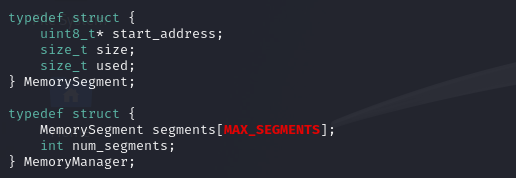 typedef struct {
    uint8_t* start_address;
    size_t size;
    size_t used;
} MemorySegment;

typedef struct {
    MemorySegment segments[MAX_SEGMENTS];
    int num_segments;
} MemoryManager;